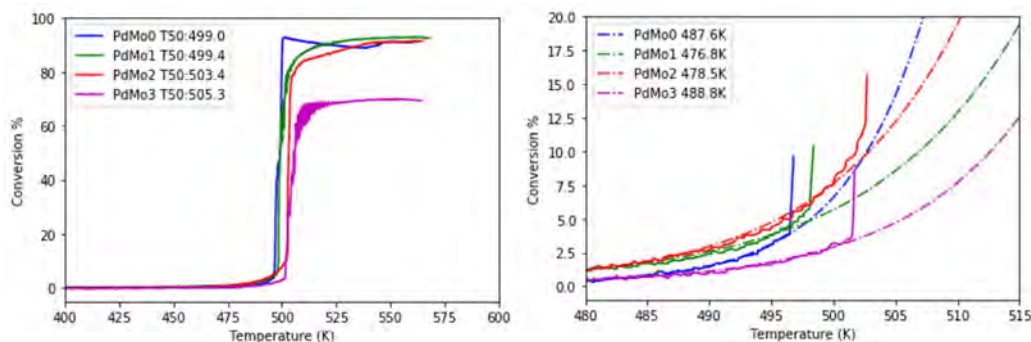 100
80
60
40
20
0
Conversion %
PdMo0 T50:499.0
PdMo1 T50:499.4
PdMo2 T50:503.4
PdMo3 T50:505.3
400 425 450 475 500 525 550 575 600
Temperature (K)
20.0
17.5
15.0
12.5
10.0
7.5
5.0
2.5
0.0
Conversion %
PdMo0 487.6K
PdMo1 476.8K
PdMo2 478.5K
PdMo3 488.8K
480 485 490 495 500 505 510 515
Temperature (K)